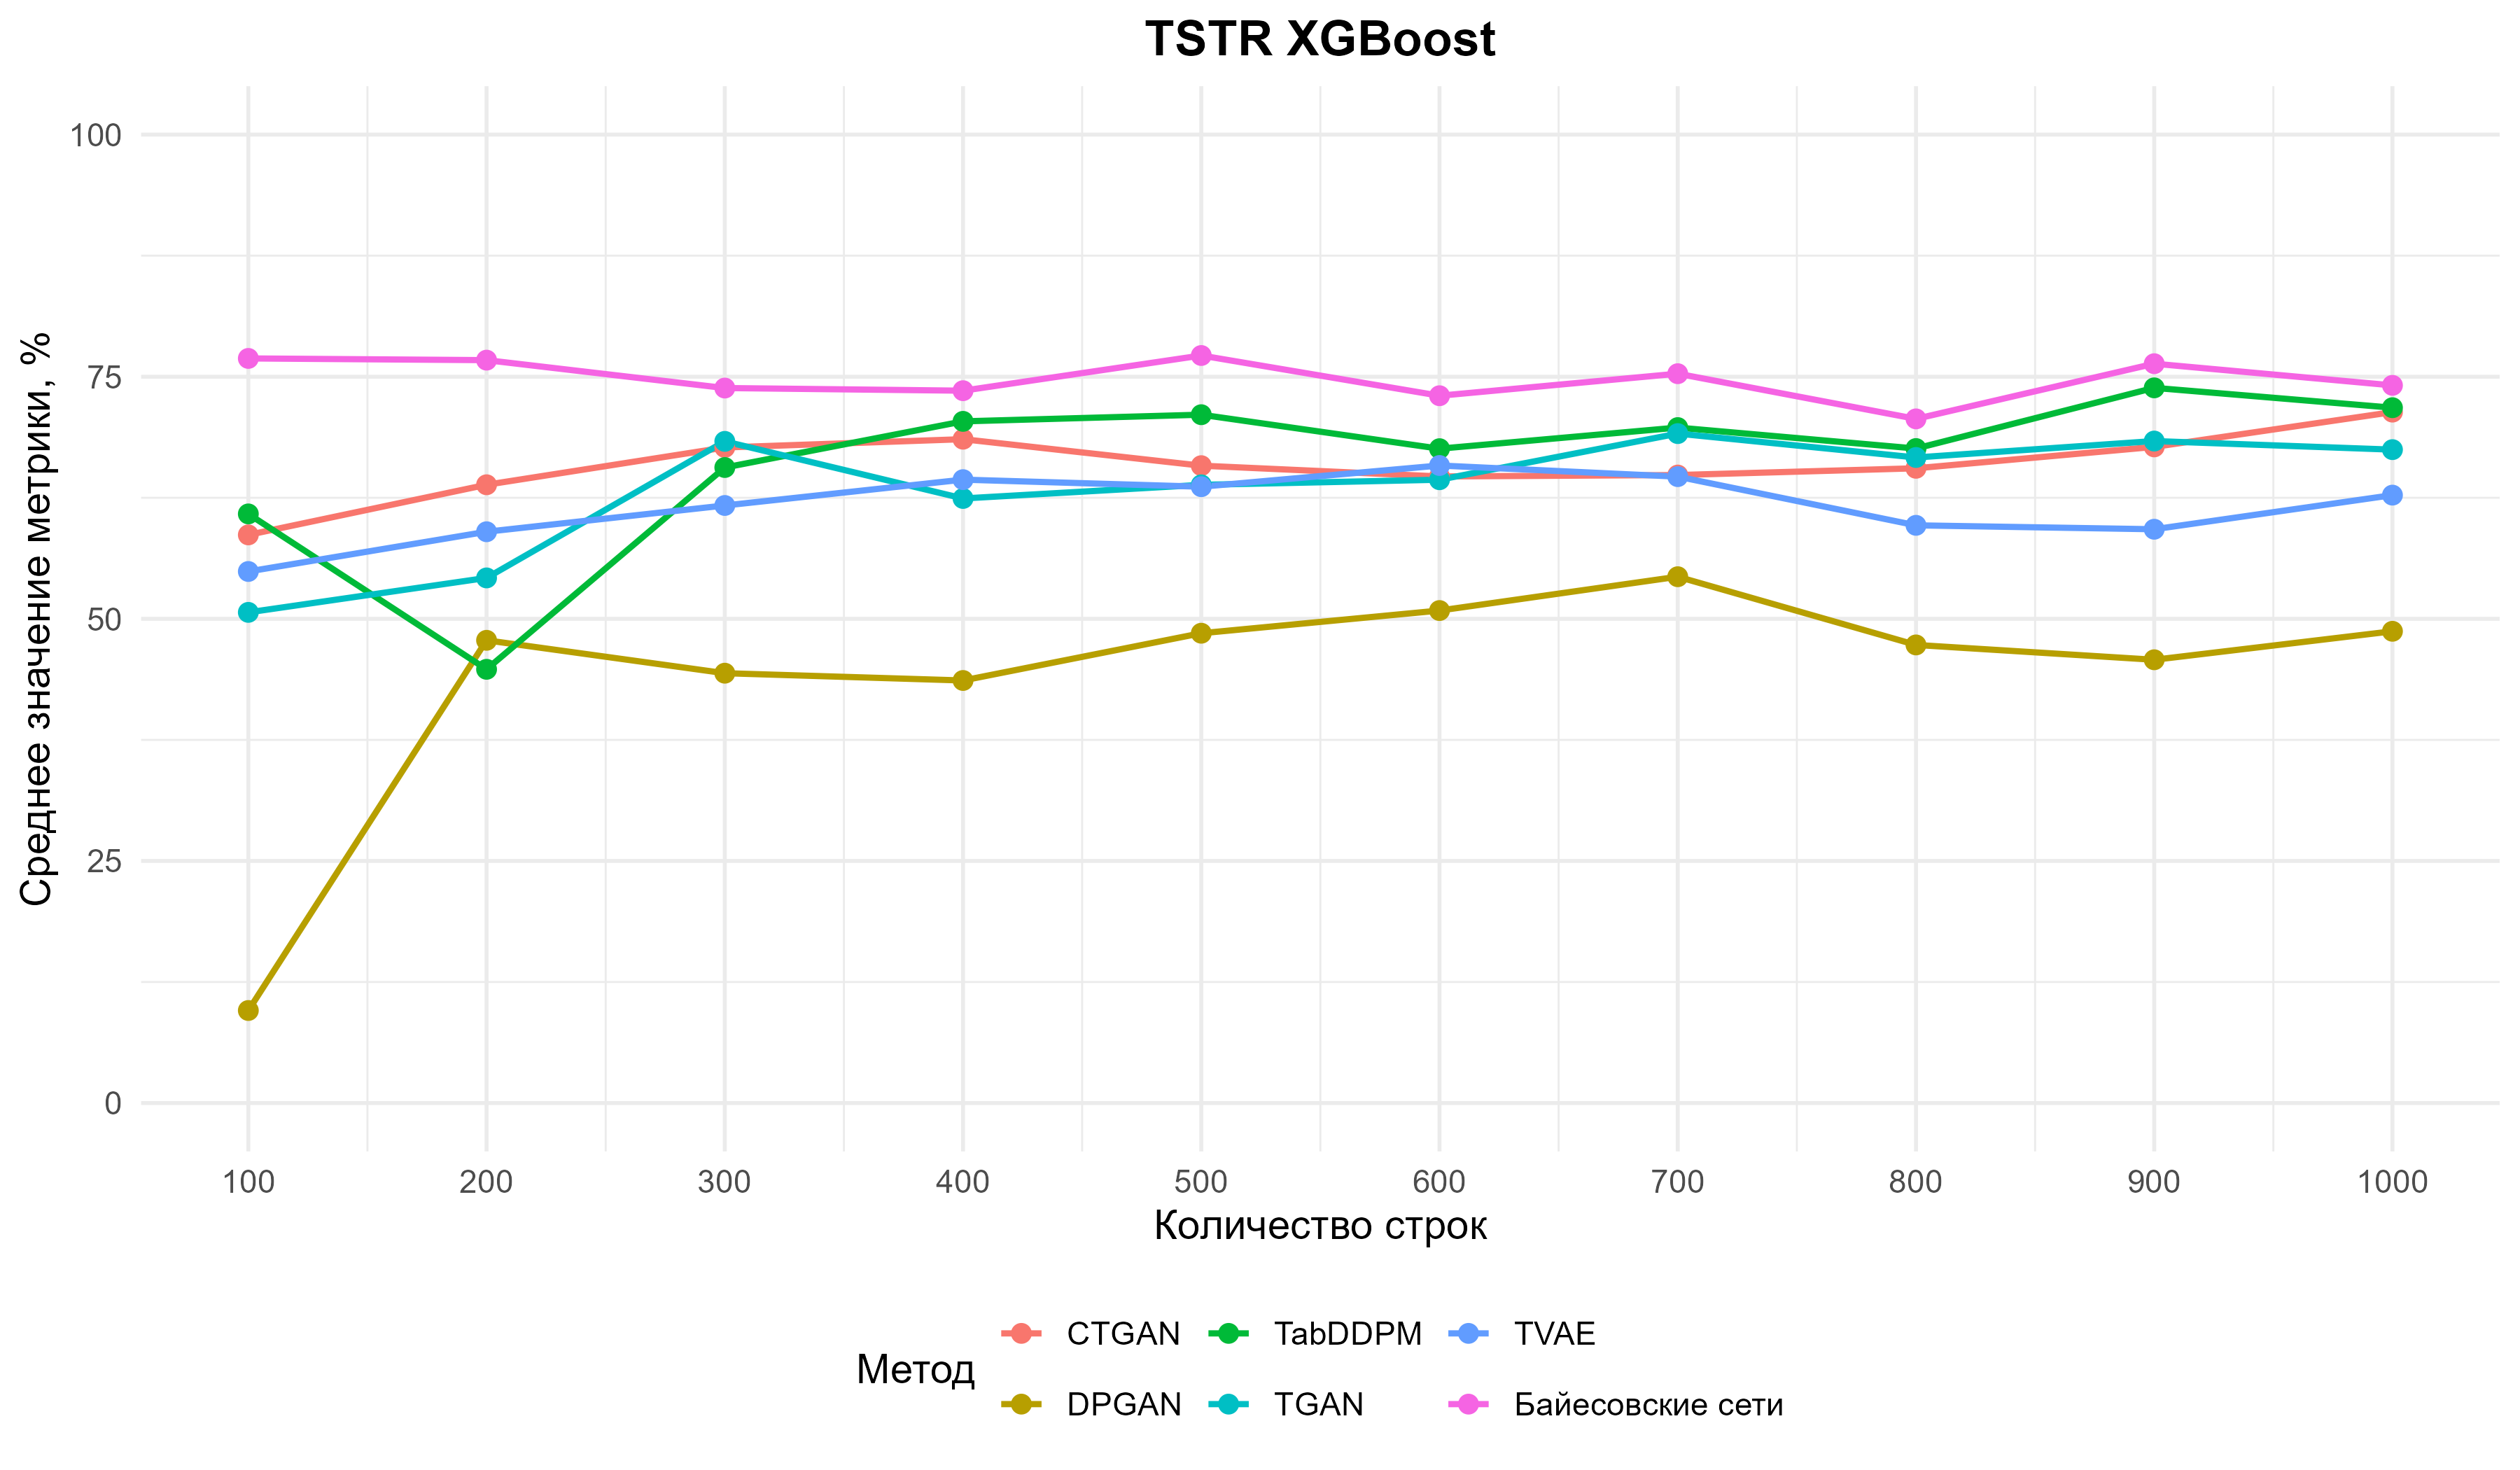 TSTR XGBoost
Среднее значение метрики, %
100
75
50
25
0
100 200 300 400 500 600 700 800 900 1000
Количество строк
Метод
CTGAN TabDDPM TVAE
DPGAN TGAN Байесовские сети